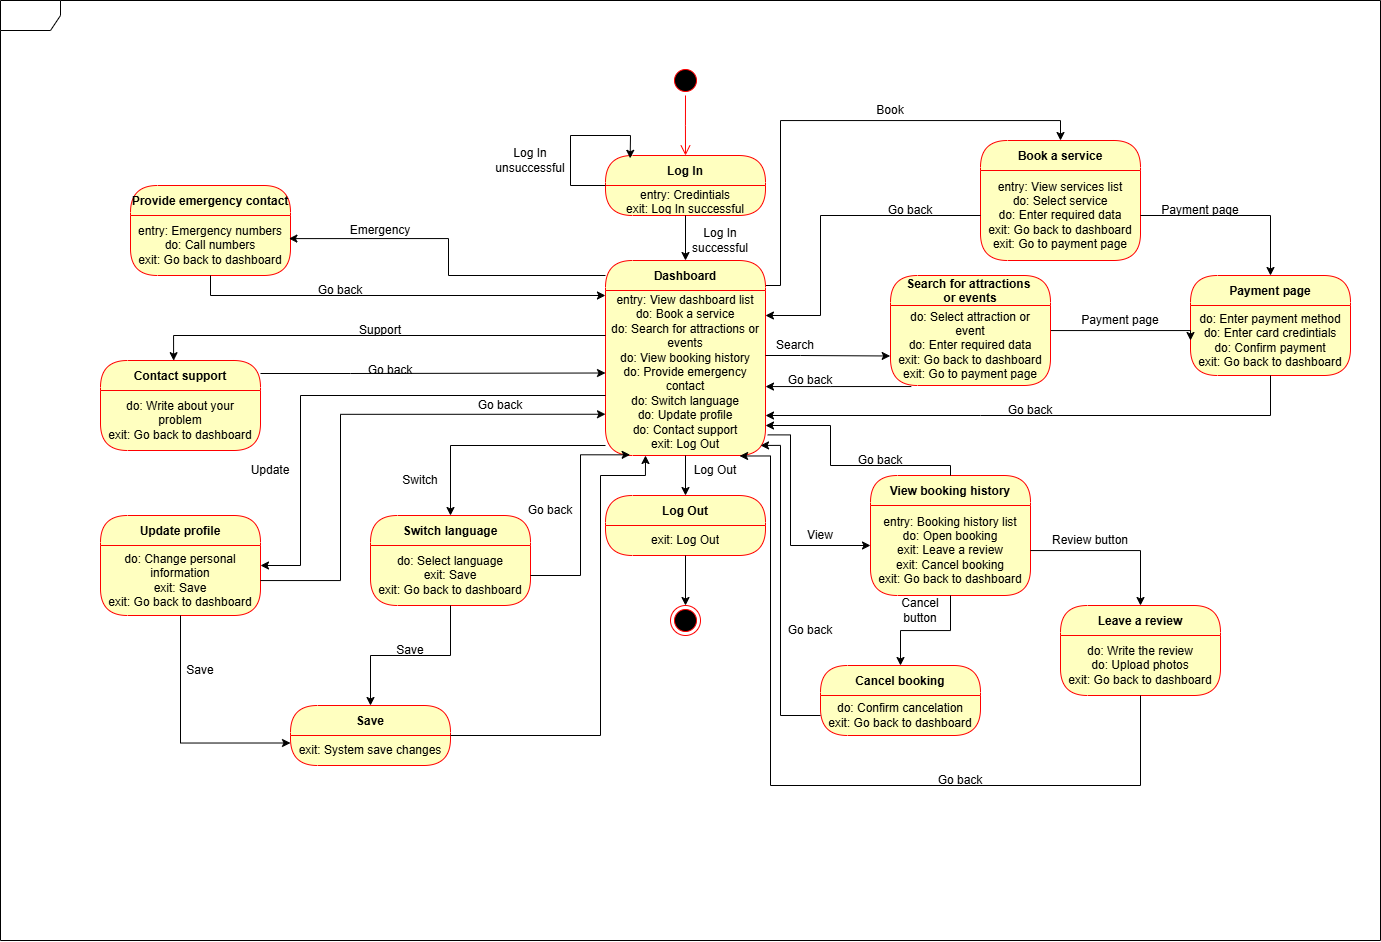 Book
Log In
unsuccessful
Log In
entry: Credintials
exit: Log In successful
Book a service
entry: View services list
do: Select service
do: Enter required data
exit: Go back to dashboard
exit: Go to payment page
Provide emergency contact
entry: Emergency numbers
do: Call numbers
exit: Go back to dashboard
Emergency
Log In
successful
Go back
Payment page
Go back
Dashboard
entry: View dashboard list
do: Book a service
do: Search for attractions or
events
do: View booking history
do: Provide emergency
contact
do: Switch language
do: Update profile
do: Contact support
exit: Log Out
Search for attractions
or events
do: Select attraction or
event
do: Enter required data
exit: Go back to dashboard
exit: Go to payment page
Payment page
Payment page
do: Enter payment method
do: Enter card credintials
do: Confirm payment
exit: Go back to dashboard
Support
Search
Go back
Go back
Contact support
do: Write about your
problem
exit: Go back to dashboard
Go back
Go back
Update
Switch
Log Out
Go back
Go back
Update profile
do: Change personal
information
exit: Save
exit: Go back to dashboard
Switch language
do: Select language
exit: Save
exit: Go back to dashboard
Log Out
exit: Log Out
View
View booking history
entry: Booking history list
do: Open booking
exit: Leave a review
exit: Cancel booking
exit: Go back to dashboard
Review button
Cancel
button
Go back
Leave a review
do: Write the review
do: Upload photos
exit: Go back to dashboard
Save
Save
Cancel booking
do: Confirm cancelation
exit: Go back to dashboard
Save
exit: System save changes
Go back